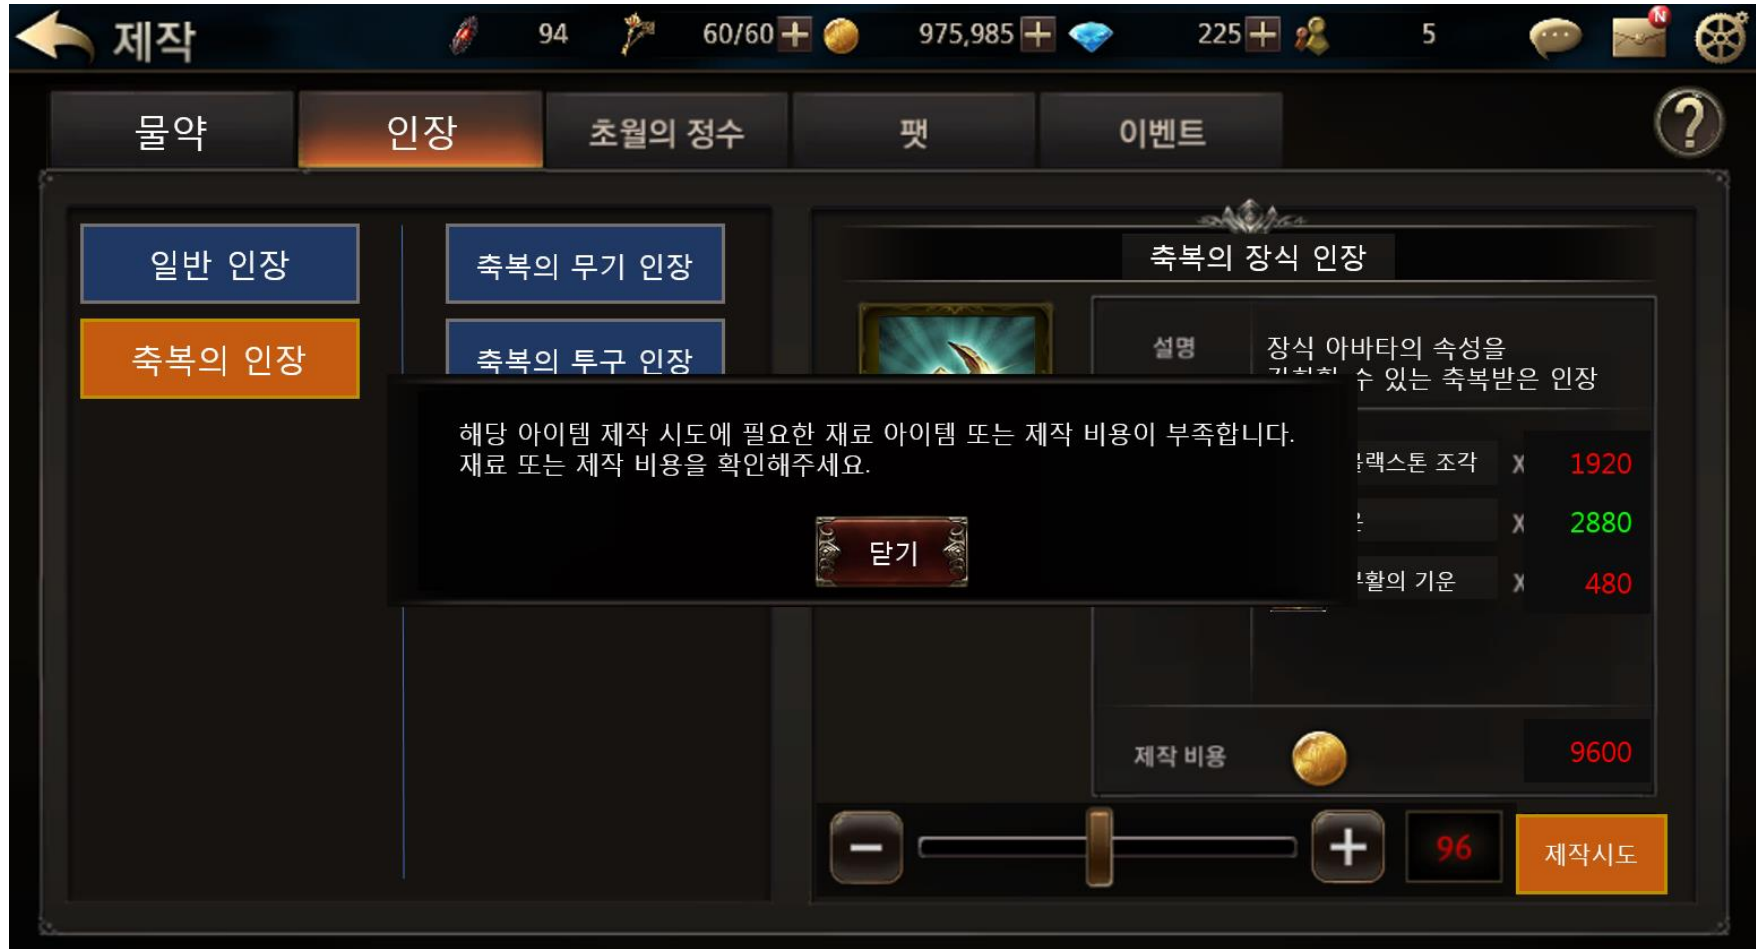 제작
94
60/60
975,985
225
5
N
물약
인장
초월의 정수
팻
이벤트
?
일반 인장
축복의 인장
축복의 무기 인장
축복의 투구 인장
축복의 장식 인장
설명
장식 아바타의 속성을
수 있는 축복받은 인장
해당 아이템 제작 시도에 필요한 재료 아이템 또는 제작 비용이 부족합니다.
재료 또는 제작 비용을 확인해주세요.
닫기
조각 X 1920
X 2880
기운 X 480
제작 비용
9600
96
제작시도